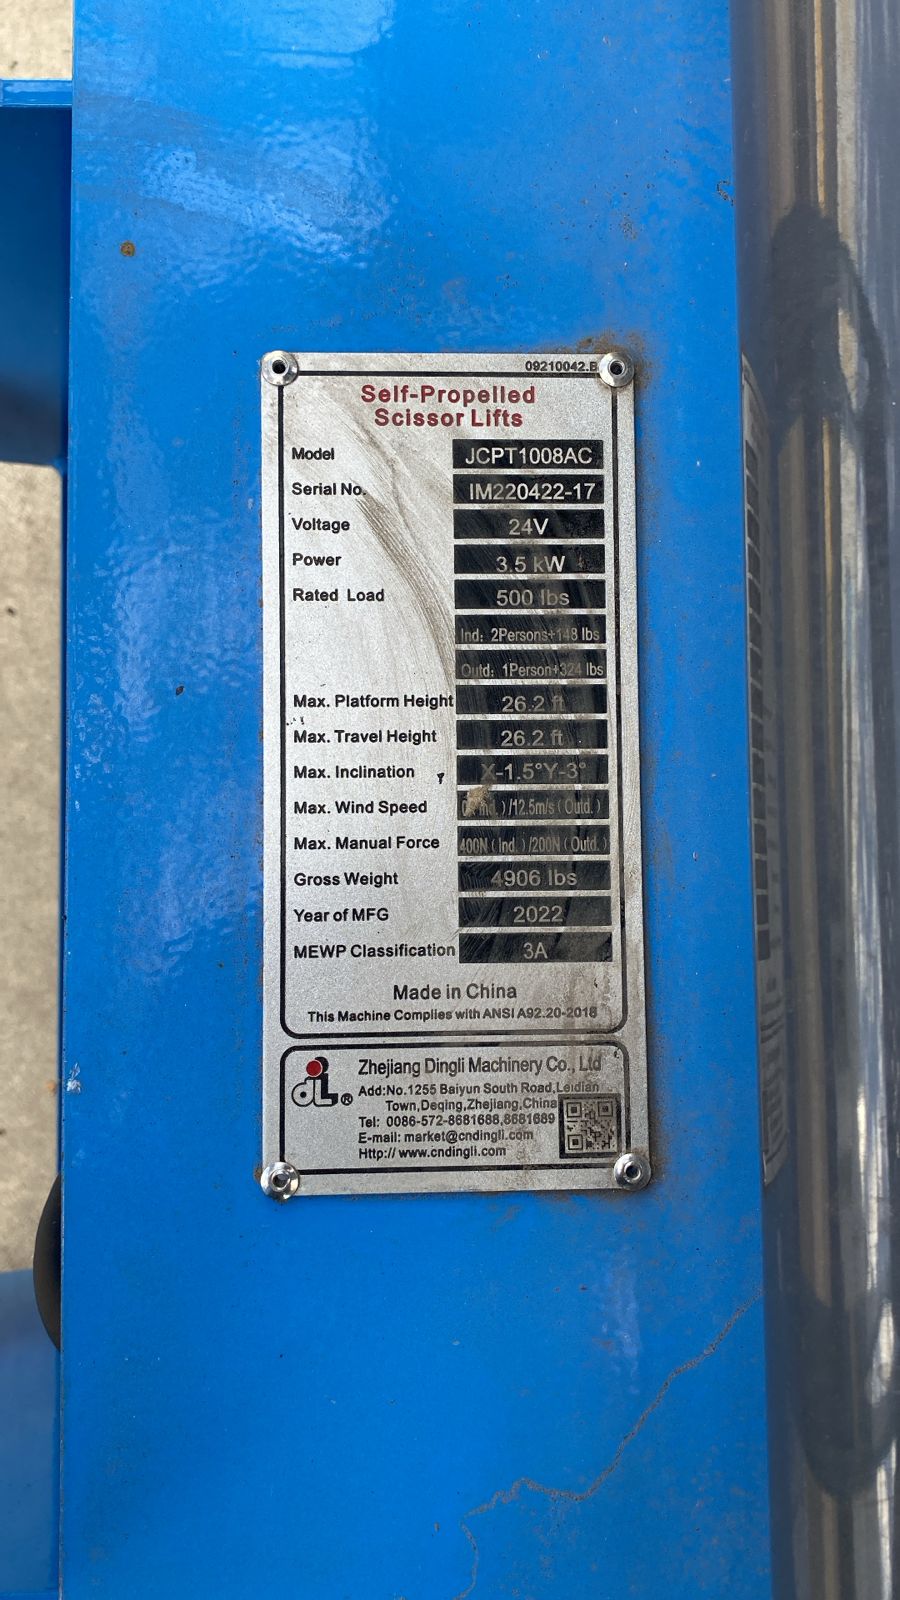 09210042.B
Self-Propelled
Scissor Lifts
Model JCPT1008AC
Serial No. IM220422-17
Voltage 24V
Power 3.5 kW
Rated Load 500 lbs
Ind: 2Persons+148 lbs
Outd: 1Person+324 lbs
Max. Platform Height 26.2 ft
Max. Travel Height 26.2 ft
Max. Inclination X-1.5°Y-3°
Max. Wind Speed /12.5m/s (Outd.)
Max. Manual Force 400N (Ind.) /200N (Outd.)
Gross Weight 4906 lbs
Year of MFG 2022
MEWP Classification 3A
Made in China
This Machine Complies with ANSI A92.20-2018
dL®
Zhejiang Dingli Machinery Co., Ltd
Add:No.1255 Baiyun South Road,Leidian
Town,Deqing,Zhejiang,China
Tel: 0086-572-8681688,8681689
E-mail: market@cndingli.com
Http:// www.cndingli.com